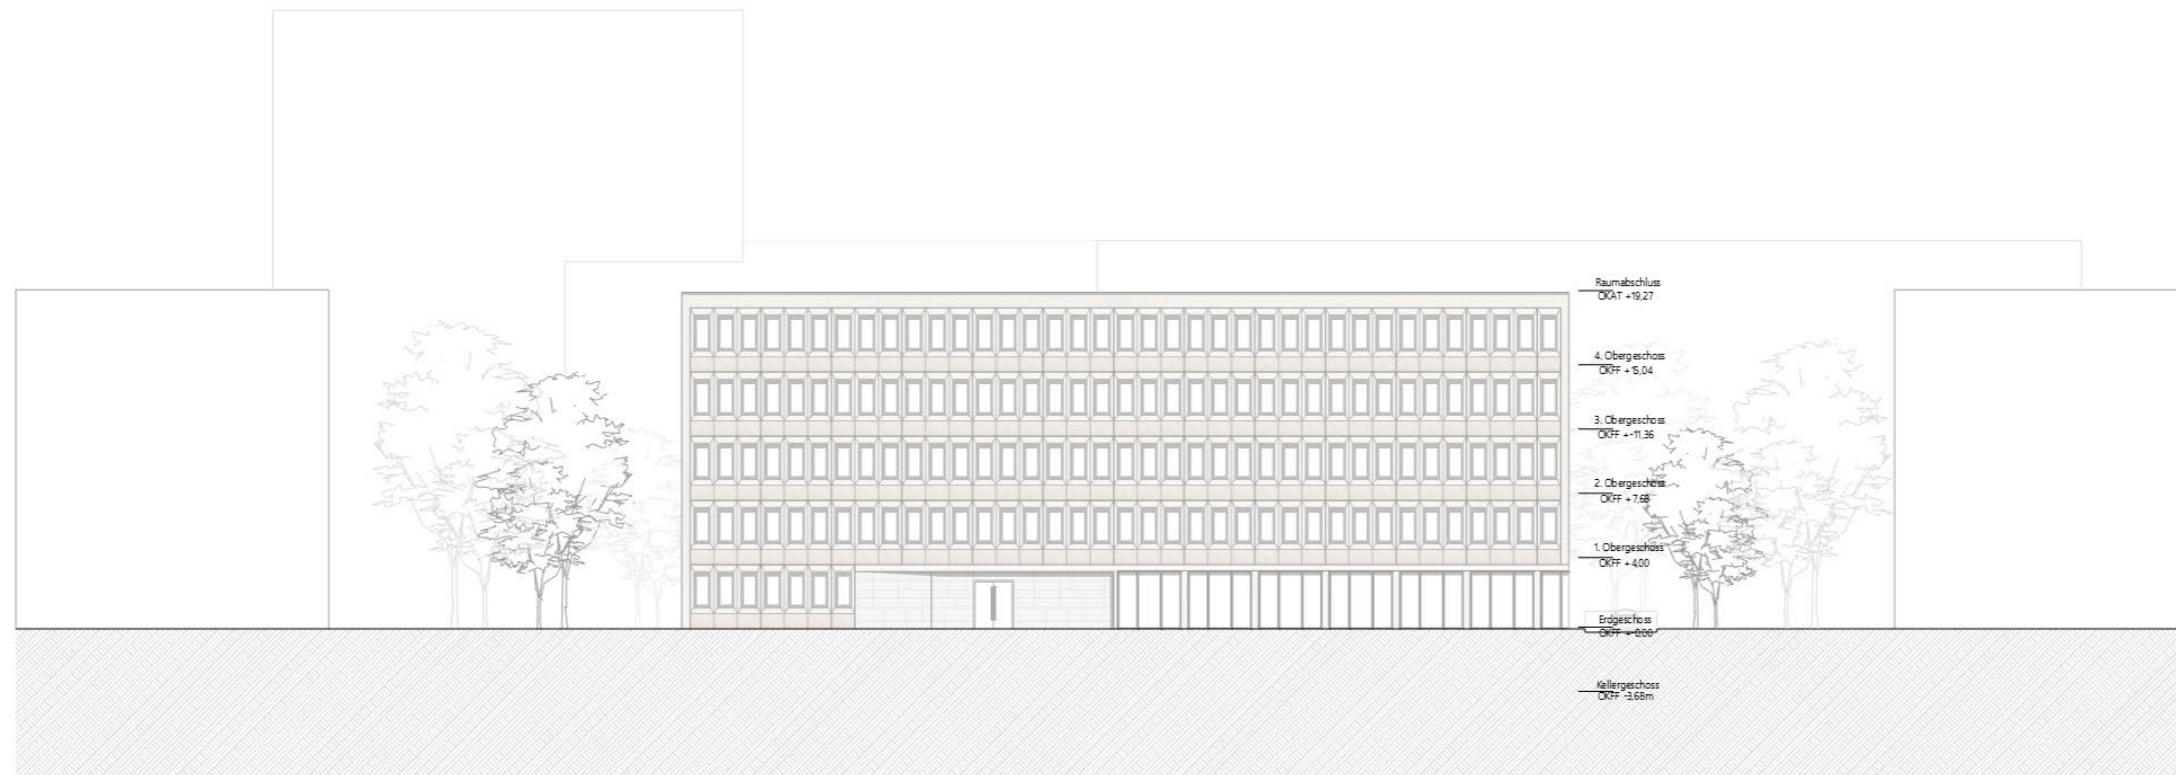 Raumabschluss
OKAT +19,27
4. Obergeschoss
OKFF +15,04
3. Obergeschoss
OKFF +-11,36
2. Obergeschoss
OKFF +7,68
1. Obergeschoss
OKFF +4,00
Erdgeschoss
OKFF +-0,00
Kellergeschoss
OKFF -3,68m